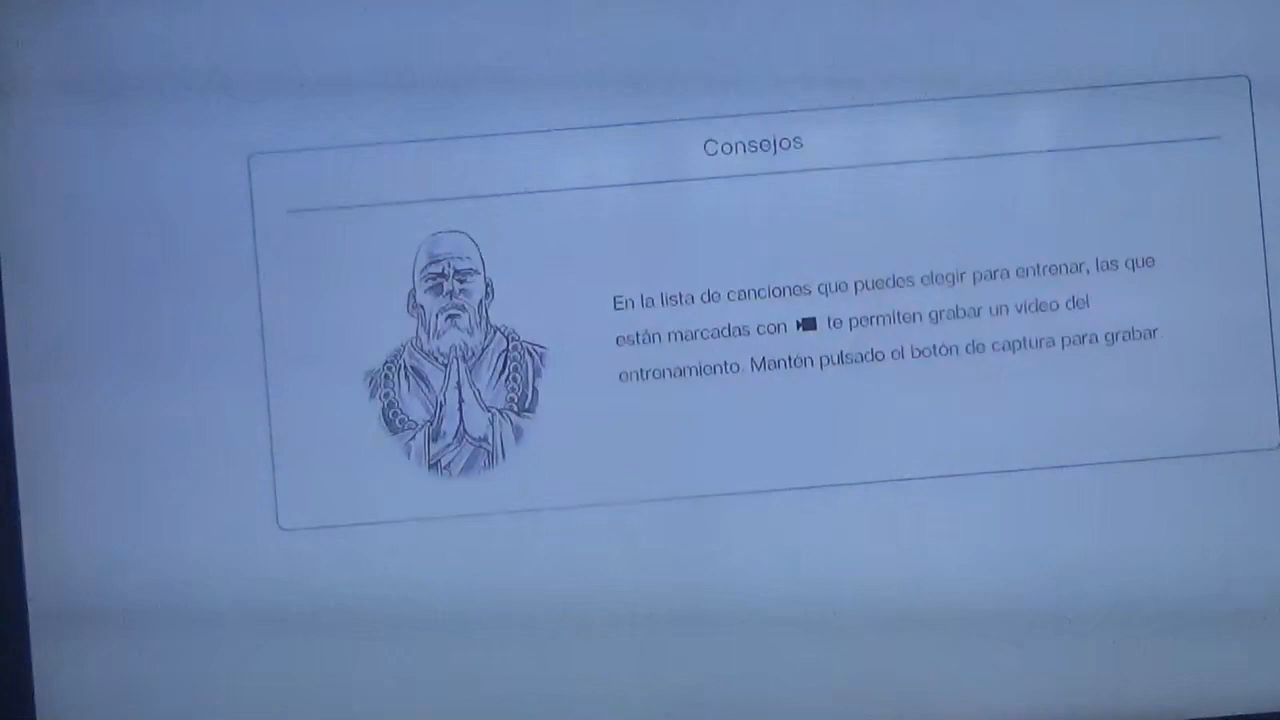 Consejos
En la lista de canciones que puedes elegir para entrenar, las que
están marcadas con te permiten grabar un vídeo del
entrenamiento. Mantén pulsado el botón de captura para grabar.